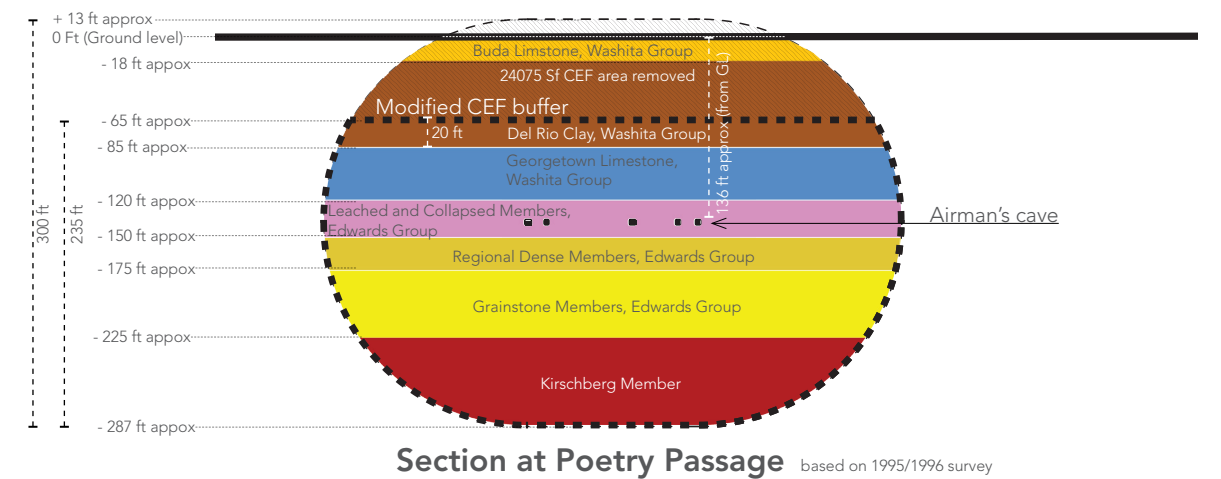 + 13 ft approx
0 Ft (Ground level)
Buda Limstone, Washita Group
- 18 ft appox
24075 Sf CEF area removed
Modified CEF buffer
- 65 ft appox
20 ft
Del Rio Clay, Washita Group
136 ft approx (from GL)
- 85 ft appox
Georgetown Limestone,
Washita Group
- 120 ft appox
Leached and Collapsed Members,
Edwards Group
Airman's cave
300 ft
235 ft
- 150 ft appox
Regional Dense Members, Edwards Group
- 175 ft appox
Grainstone Members, Edwards Group
- 225 ft appox
Kirschberg Member
- 287 ft appox
Section at Poetry Passage based on 1995/1996 survey